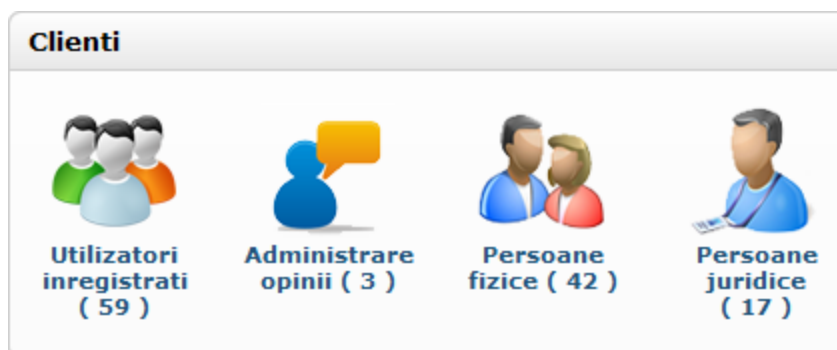 Clienti
Utilizatori
inregistrati
( 59 )
Administrare
opinii ( 3 )
Persoane
fizice ( 42 )
Persoane
juridice
( 17 )